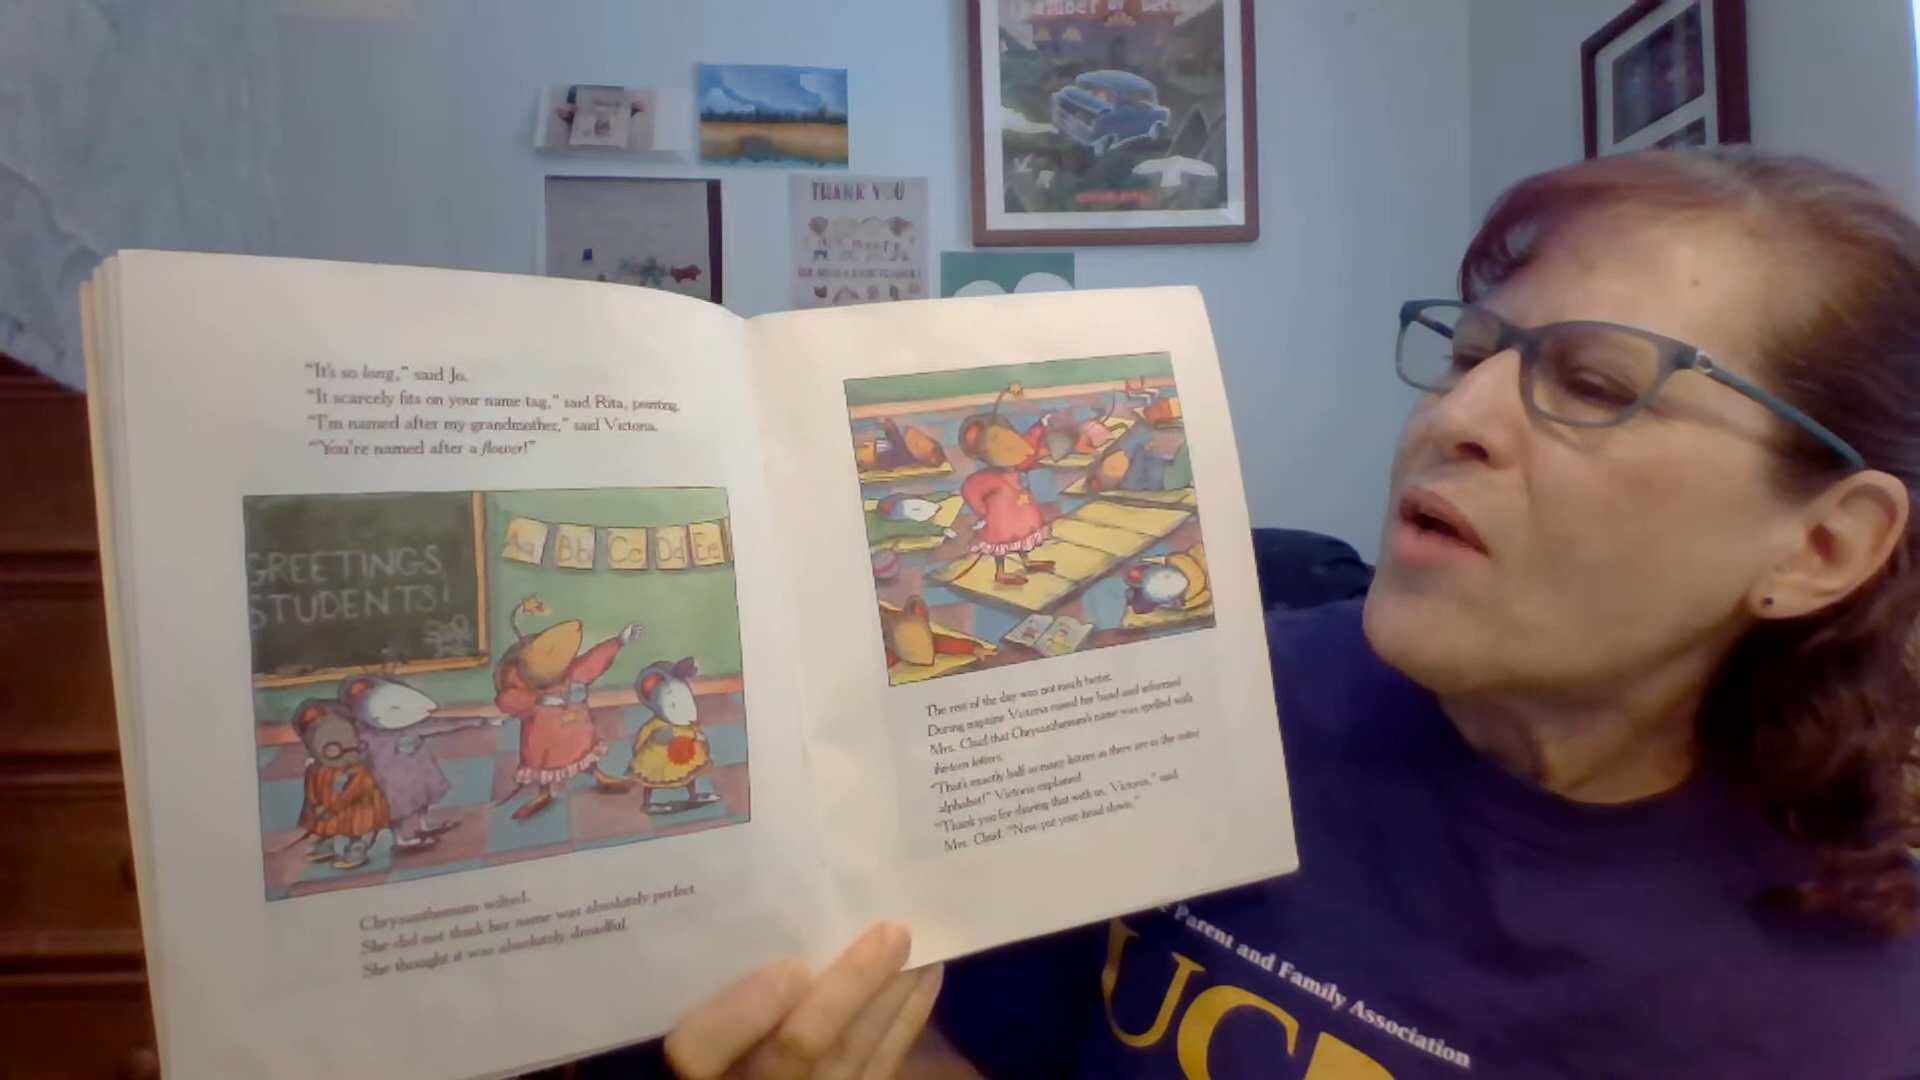 Chamber of Secrets
THANK YOU
"It's so long," said Jo.
"It scarcely fits on your name-tag," said Rita, pointing.
"I'm named after my grandmother," said Victoria.
"You're named after a flower!"
GREETINGS
STUDENTS!
Aa Bb Cc Dd Ee
Chrysanthemum wilted.
She did not think her name was absolutely perfect.
She thought it was absolutely dreadful.
The rest of the day was not much better.
During naptime Victoria raised her hand and informed
Mrs. Chud that Chrysanthemum's name was spelled with
thirteen letters.
"That's exactly half as many letters as there are in the entire
alphabet!" Victoria explained.
"Thank you for sharing that with us, Victoria," said
Mrs. Chud. "Now put your head down."
Parent and Family Association
UC